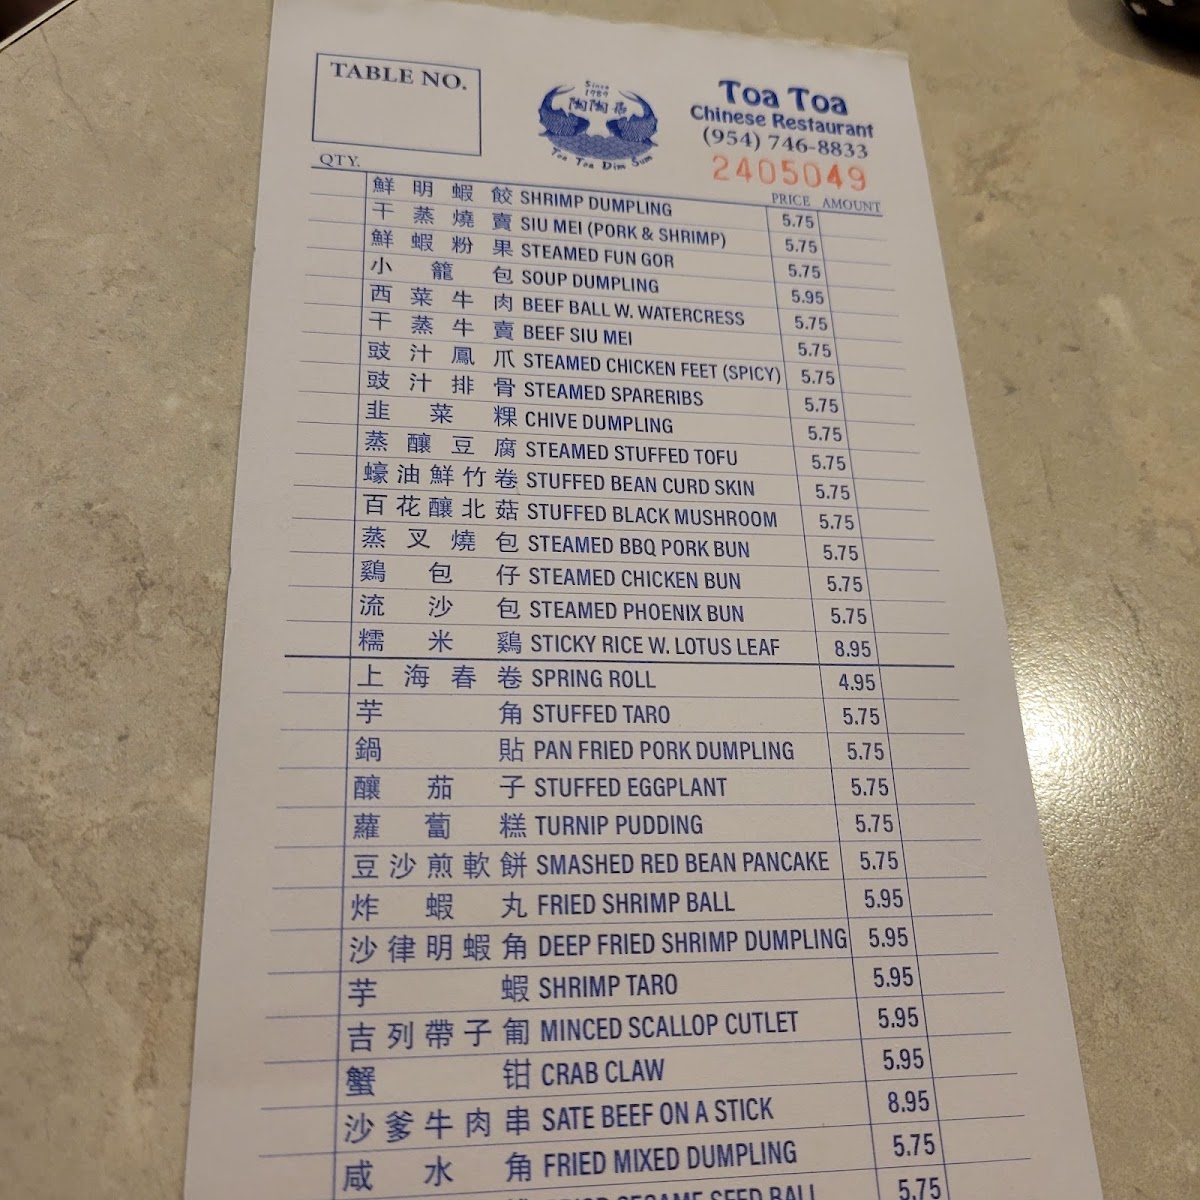 TABLE NO.
Since
1989
陶陶居
Toa Toa Dim Sum
Toa Toa
Chinese Restaurant
(954) 746-8833
2405049
QTY. PRICE AMOUNT
鮮明蝦餃 SHRIMP DUMPLING 5.75
干蒸燒賣 SIU MEI (PORK & SHRIMP) 5.75
鮮蝦粉果 STEAMED FUN GOR 5.75
小籠包 SOUP DUMPLING 5.95
西菜牛肉 BEEF BALL W. WATERCRESS 5.75
干蒸牛賣 BEEF SIU MEI 5.75
豉汁鳳爪 STEAMED CHICKEN FEET (SPICY) 5.75
豉汁排骨 STEAMED SPARERIBS 5.75
韭菜粿 CHIVE DUMPLING 5.75
蒸釀豆腐 STEAMED STUFFED TOFU 5.75
蠔油鮮竹卷 STUFFED BEAN CURD SKIN 5.75
百花釀北菇 STUFFED BLACK MUSHROOM 5.75
蒸叉燒包 STEAMED BBQ PORK BUN 5.75
鷄包仔 STEAMED CHICKEN BUN 5.75
流沙包 STEAMED PHOENIX BUN 5.75
糯米鷄 STICKY RICE W. LOTUS LEAF 8.95
上海春卷 SPRING ROLL 4.95
芋角 STUFFED TARO 5.75
鍋貼 PAN FRIED PORK DUMPLING 5.75
釀茄子 STUFFED EGGPLANT 5.75
蘿蔔糕 TURNIP PUDDING 5.75
豆沙煎軟餅 SMASHED RED BEAN PANCAKE 5.75
炸蝦丸 FRIED SHRIMP BALL 5.95
沙律明蝦角 DEEP FRIED SHRIMP DUMPLING 5.95
芋蝦 SHRIMP TARO 5.95
吉列帶子匍 MINCED SCALLOP CUTLET 5.95
蟹钳 CRAB CLAW 5.95
沙爹牛肉串 SATE BEEF ON A STICK 8.95
咸水角 FRIED MIXED DUMPLING 5.75
SESAME SEED BALL 5.75